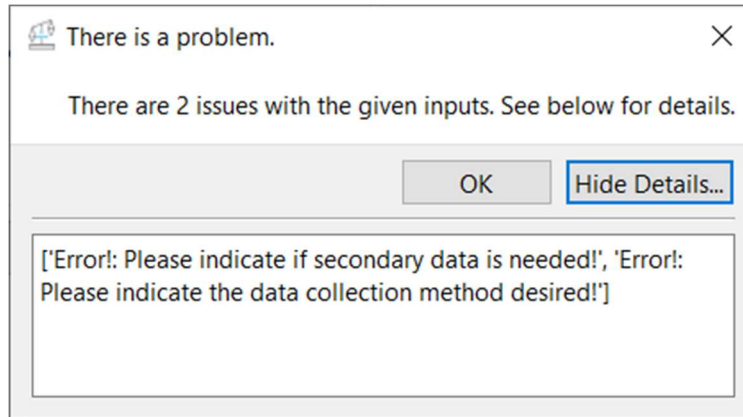 There is a problem.
There are 2 issues with the given inputs. See below for details.
OK
Hide Details...
['Error!: Please indicate if secondary data is needed!', 'Error!:
Please indicate the data collection method desired!']